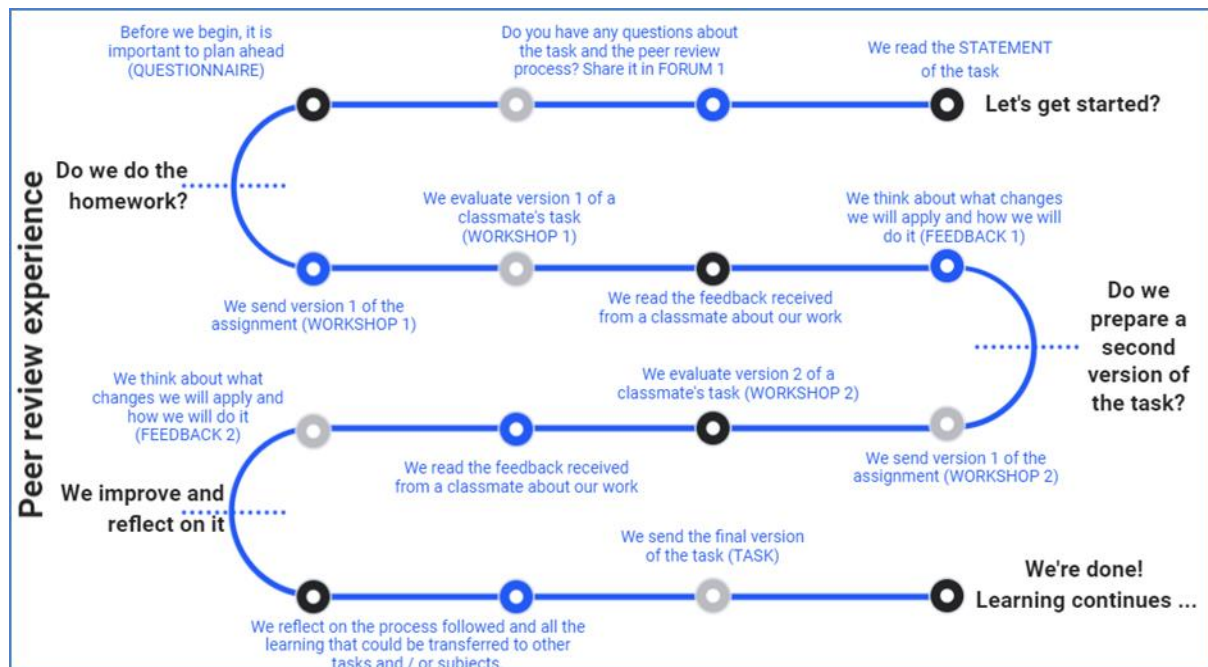 Peer review experience
Before we begin, it is
important to plan ahead
(QUESTIONNAIRE)
Do you have any questions about
the task and the peer review
process? Share it in FORUM 1
We read the STATEMENT
of the task
Let's get started?
Do we do the
homework?
We evaluate version 1 of a
classmate's task
(WORKSHOP 1)
We think about what changes
we will apply and how we will
do it (FEEDBACK 1)
We send version 1 of the
assignment (WORKSHOP 1)
We read the feedback received
from a classmate about our work
Do we
prepare a
second
version of
the task?
We think about what
changes we will apply and
how we will do it
(FEEDBACK 2)
We evaluate version 2 of a
classmate's task (WORKSHOP 2)
We read the feedback received
from a classmate about our work
We send version 1 of the
assignment (WORKSHOP 2)
We improve and
reflect on it
We send the final version
of the task (TASK)
We're done!
Learning continues ...
We reflect on the process followed and all the
learning that could be transferred to other
tasks and / or subjects